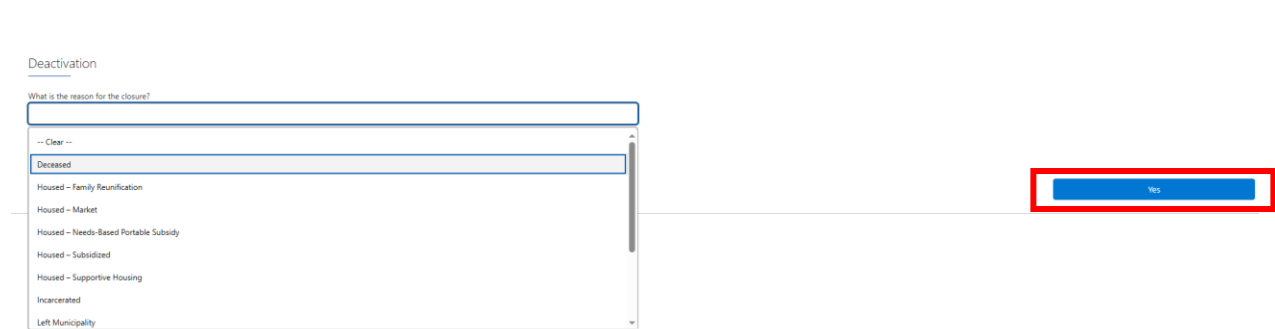 Deactivation
What is the reason for the closure?
-- Clear --
Deceased
Housed – Family Reunification
Yes
Housed – Market
Housed – Needs-Based Portable Subsidy
Housed – Subsidized
Housed – Supportive Housing
Incarcerated
Left Municipality